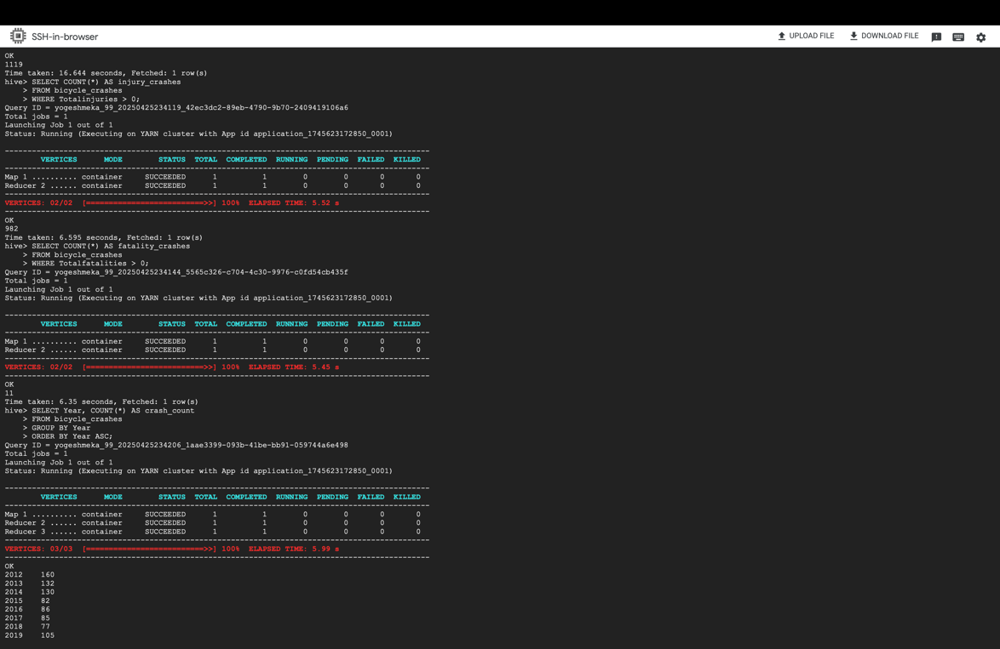 SSH-in-browser
UPLOAD FILE
DOWNLOAD FILE
OK
1119
Time taken: 16.644 seconds, Fetched: 1 row(s)
hive> SELECT COUNT(*) AS injury_crashes
    > FROM bicycle_crashes
    > WHERE Totalinjuries > 0;
Query ID = yogeshmeka_99_20250425234119_42ec3dc2-89eb-4790-9b70-2409419106a6
Total jobs = 1
Launching Job 1 out of 1
Status: Running (Executing on YARN cluster with App id application_1745623172850_0001)
----------------------------------------------------------------------------------------------
        VERTICES      MODE        STATUS  TOTAL  COMPLETED  RUNNING  PENDING  FAILED  KILLED
----------------------------------------------------------------------------------------------
Map 1 .......... container     SUCCEEDED      1          1        0        0       0       0
Reducer 2 ...... container     SUCCEEDED      1          1        0        0       0       0
----------------------------------------------------------------------------------------------
VERTICES: 02/02  [==========================>>] 100%  ELAPSED TIME: 5.52 s
----------------------------------------------------------------------------------------------
OK
982
Time taken: 6.595 seconds, Fetched: 1 row(s)
hive> SELECT COUNT(*) AS fatality_crashes
    > FROM bicycle_crashes
    > WHERE Totalfatalities > 0;
Query ID = yogeshmeka_99_20250425234144_5565c326-c704-4c30-9976-c0fd54cb435f
Total jobs = 1
Launching Job 1 out of 1
Status: Running (Executing on YARN cluster with App id application_1745623172850_0001)
----------------------------------------------------------------------------------------------
        VERTICES      MODE        STATUS  TOTAL  COMPLETED  RUNNING  PENDING  FAILED  KILLED
----------------------------------------------------------------------------------------------
Map 1 .......... container     SUCCEEDED      1          1        0        0       0       0
Reducer 2 ...... container     SUCCEEDED      1          1        0        0       0       0
----------------------------------------------------------------------------------------------
VERTICES: 02/02  [==========================>>] 100%  ELAPSED TIME: 5.45 s
----------------------------------------------------------------------------------------------
OK
11
Time taken: 6.35 seconds, Fetched: 1 row(s)
hive> SELECT Year, COUNT(*) AS crash_count
    > FROM bicycle_crashes
    > GROUP BY Year
    > ORDER BY Year ASC;
Query ID = yogeshmeka_99_20250425234206_1aae3399-093b-41be-bb91-059744a6e498
Total jobs = 1
Launching Job 1 out of 1
Status: Running (Executing on YARN cluster with App id application_1745623172850_0001)
----------------------------------------------------------------------------------------------
        VERTICES      MODE        STATUS  TOTAL  COMPLETED  RUNNING  PENDING  FAILED  KILLED
----------------------------------------------------------------------------------------------
Map 1 .......... container     SUCCEEDED      1          1        0        0       0       0
Reducer 2 ...... container     SUCCEEDED      1          1        0        0       0       0
Reducer 3 ...... container     SUCCEEDED      1          1        0        0       0       0
----------------------------------------------------------------------------------------------
VERTICES: 03/03  [==========================>>] 100%  ELAPSED TIME: 5.99 s
----------------------------------------------------------------------------------------------
OK
2012    160
2013    132
2014    130
2015    82
2016    86
2017    85
2018    77
2019    105